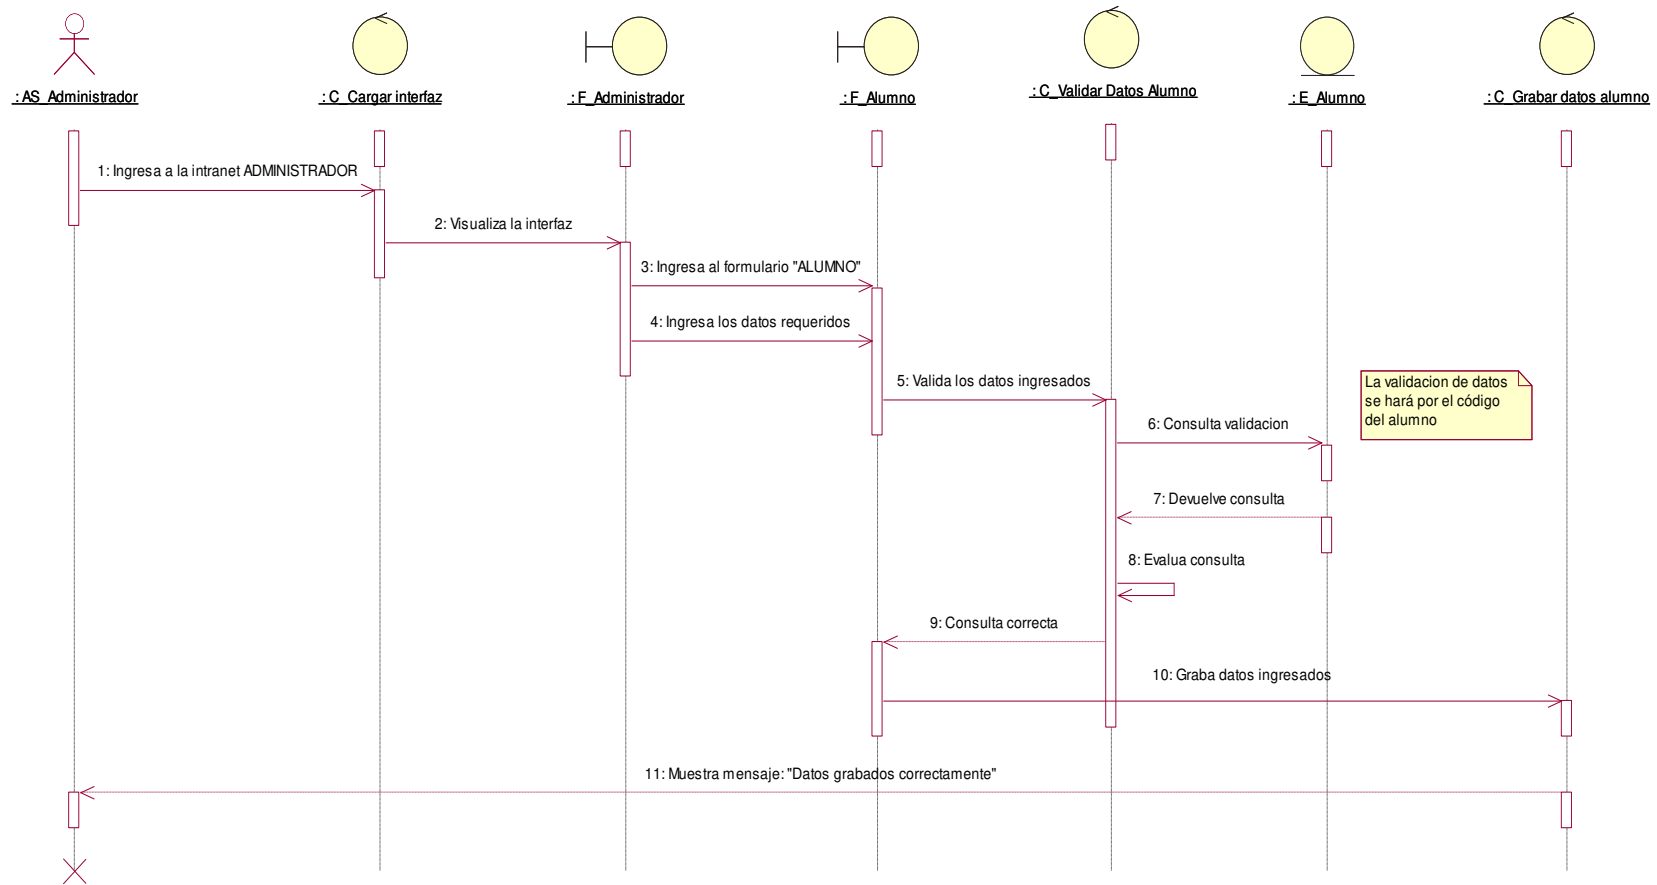 : AS_Administrador
: C_Cargar interfaz
: F_Administrador
: F_Alumno
: C_Validar Datos Alumno
: E_Alumno
: C_Grabar datos alumno
1: Ingresa a la intranet ADMINISTRADOR
2: Visualiza la interfaz
3: Ingresa al formulario "ALUMNO"
4: Ingresa los datos requeridos
5: Valida los datos ingresados
La validacion de datos
se hará por el código
del alumno
6: Consulta validacion
7: Devuelve consulta
8: Evalua consulta
9: Consulta correcta
10: Graba datos ingresados
11: Muestra mensaje: "Datos grabados correctamente"